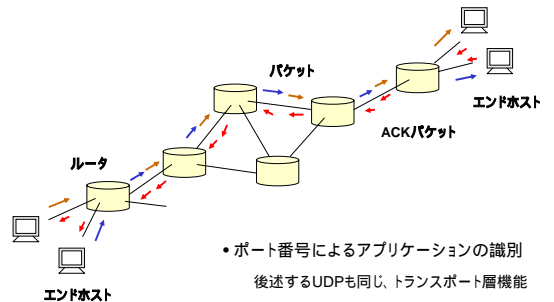 パケット
エンドホスト
ACKパケット
ルータ
• ポート番号によるアプリケーションの識別
後述するUDPも同じ、トランスポート層機能
エンドホスト